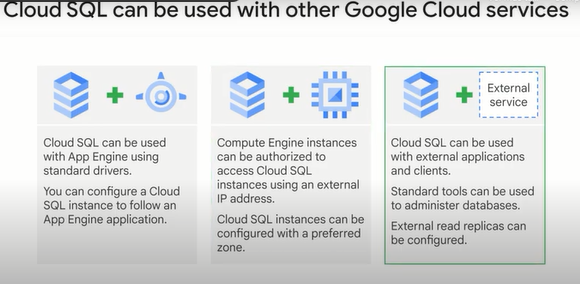 Cloud SQL can be used with other Google Cloud services
Cloud SQL can be used
with App Engine using
standard drivers.
You can configure a Cloud
SQL instance to follow an
App Engine application.
Compute Engine instances
can be authorized to
access Cloud SQL
instances using an external
IP address.
Cloud SQL instances can be
configured with a preferred
zone.
External
service
Cloud SQL can be
used with external applications
and clients.
Standard tools can be used
to administer databases.
External read replicas can
be configured.